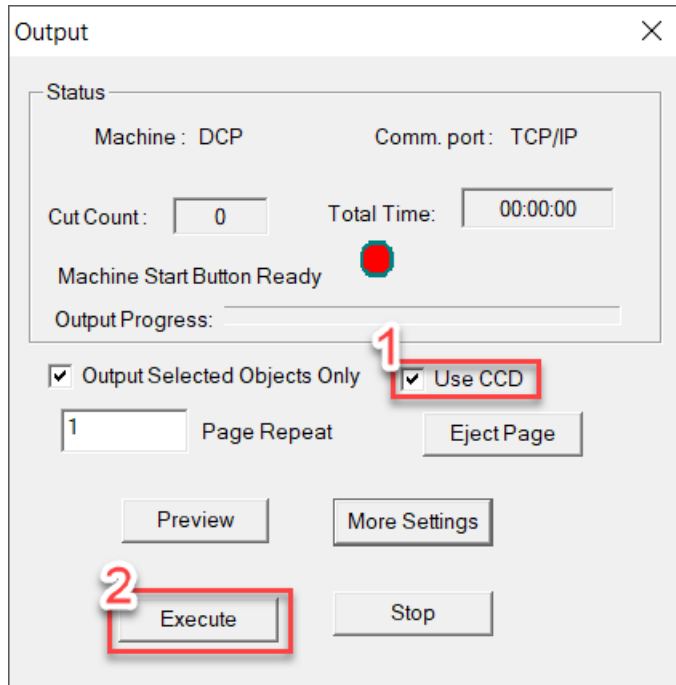 Output
Status
Machine : DCP Comm. port : TCP/IP
Cut Count : 0 Total Time: 00:00:00
Machine Start Button Ready
Output Progress:
1
Output Selected Objects Only Use CCD
1 Page Repeat Eject Page
Preview More Settings
2
Execute Stop